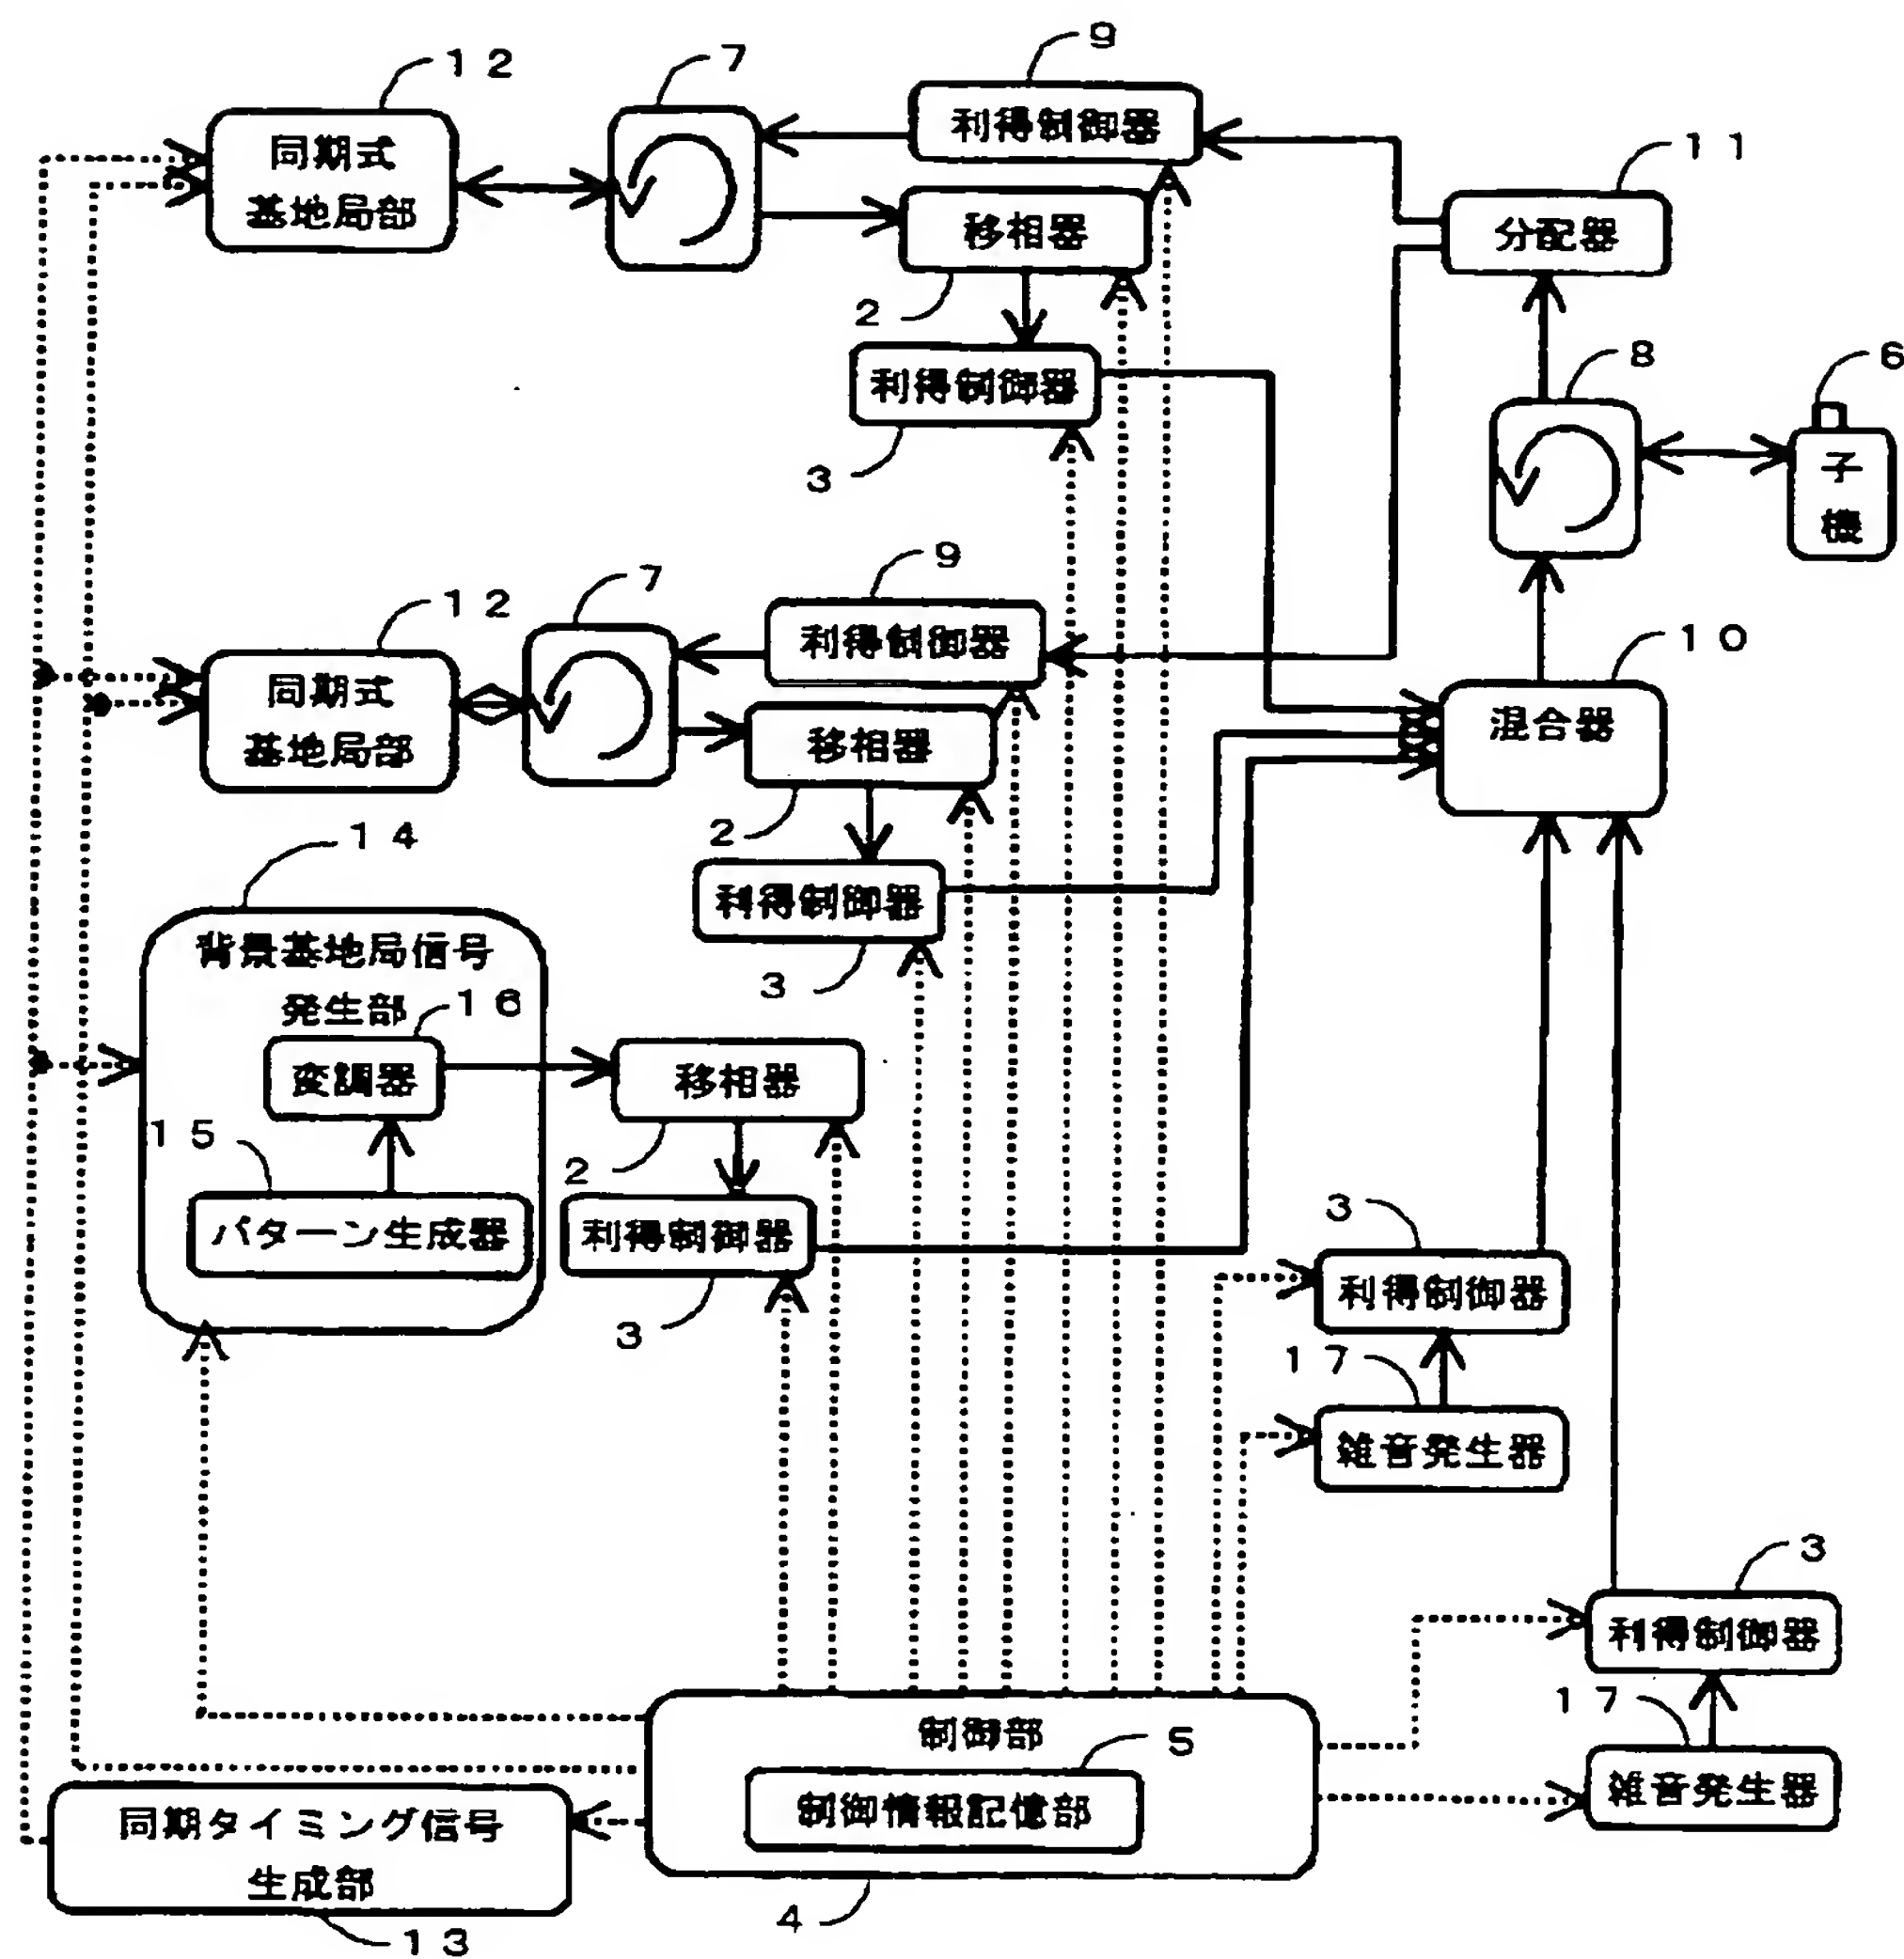 12
7
9
同期式
基地局部
利得制御器
11
移相器
分配器
2
利得制御器
3
8
6
子
機
12
7
9
同期式
基地局部
利得制御器
10
移相器
混合器
2
利得制御器
3
14
背景基地局信号
発生部
16
変調器
移相器
15
2
パターン生成器
利得制御器
3
3
利得制御器
17
雑音発生器
3
利得制御器
17
雑音発生器
制御部
5
制御情報記憶部
4
同期タイミング信号
生成部
13